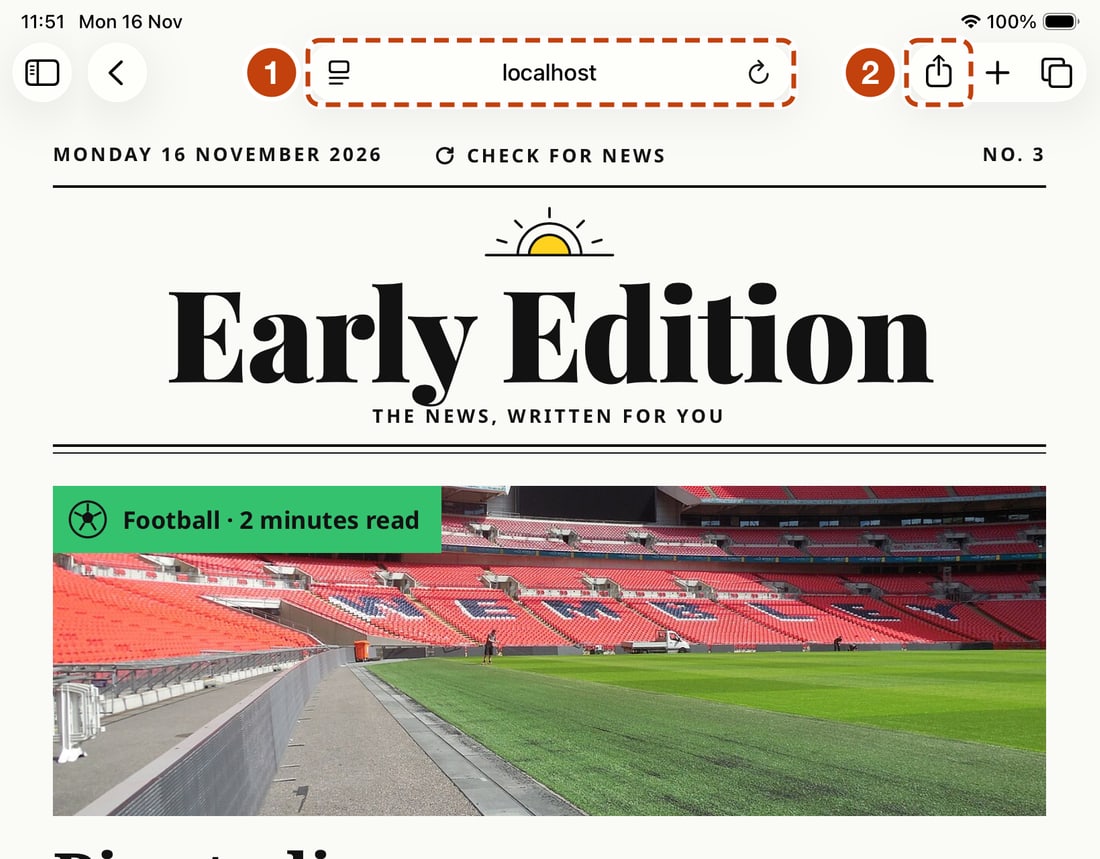 11:51 Mon 16 Nov
100%
1
localhost
2
MONDAY 16 NOVEMBER 2026
CHECK FOR NEWS
NO. 3
Early Edition
THE NEWS, WRITTEN FOR YOU
Football · 2 minutes read
WEMBLEY